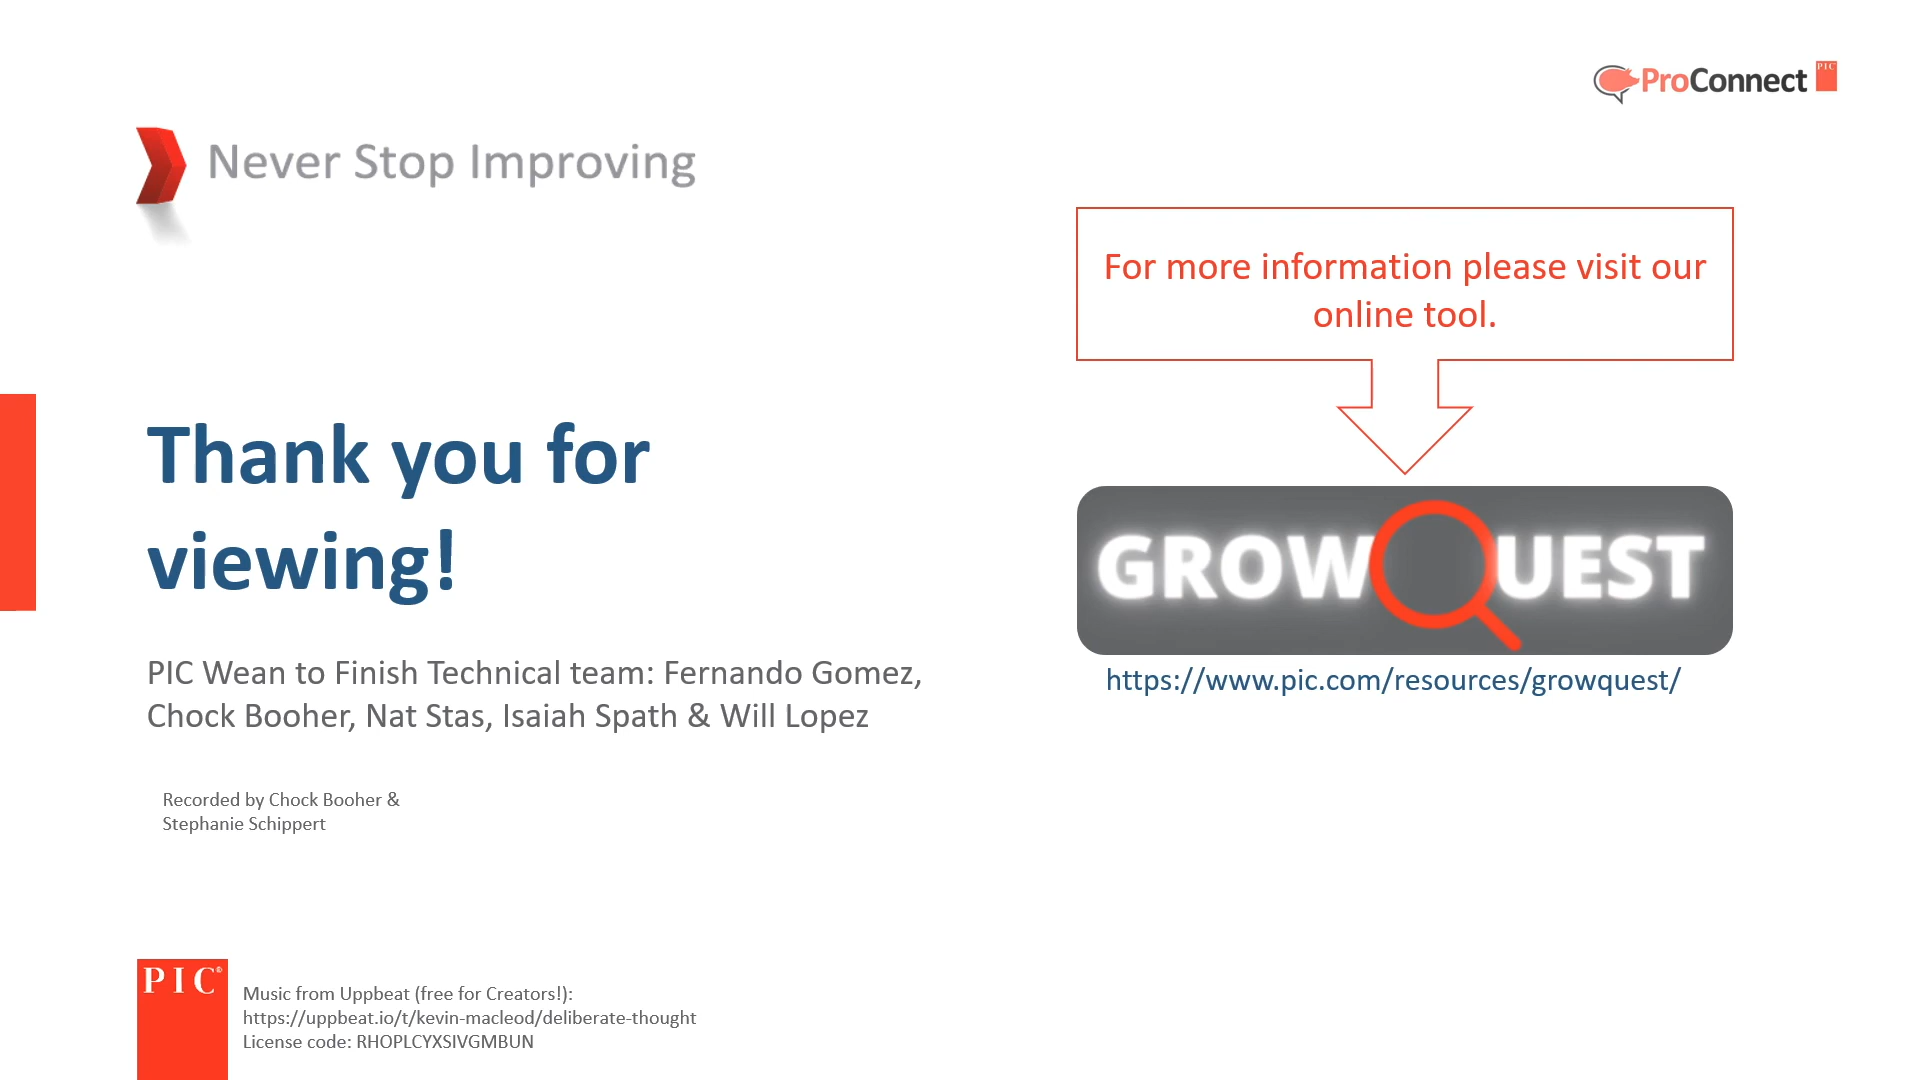 ProConnect PIC
Never Stop Improving
For more information please visit our
online tool.
Thank you for
viewing!
GROWQUEST
https://www.pic.com/resources/growquest/
PIC Wean to Finish Technical team: Fernando Gomez,
Chock Booher, Nat Stas, Isaiah Spath & Will Lopez
Recorded by Chock Booher &
Stephanie Schippert
PIC®
Music from Uppbeat (free for Creators!):
https://uppbeat.io/t/kevin-macleod/deliberate-thought
License code: RHOPLCYXSIVGMBUN